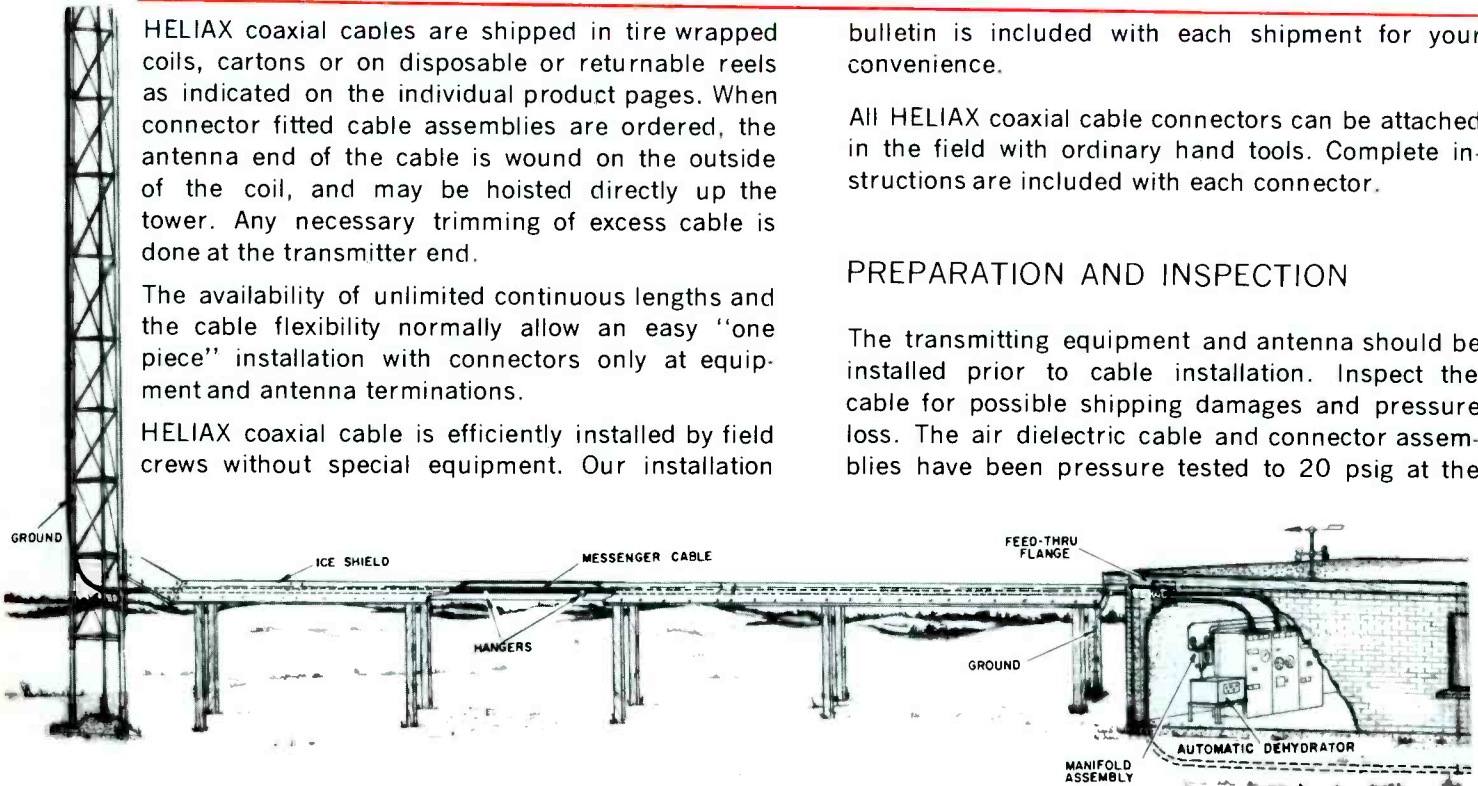 HELIAX coaxial cables are shipped in tire wrapped
coils, cartons or on disposable or returnable reels
as indicated on the individual product pages. When
connector fitted cable assemblies are ordered, the
antenna end of the cable is wound on the outside
of the coil, and may be hoisted directly up the
tower. Any necessary trimming of excess cable is
done at the transmitter end.
The availability of unlimited continuous lengths and
the cable flexibility normally allow an easy "one
piece" installation with connectors only at equip-
ment and antenna terminations.
HELIAX coaxial cable is efficiently installed by field
crews without special equipment. Our installation
bulletin is included with each shipment for your
convenience.
All HELIAX coaxial cable connectors can be attached
in the field with ordinary hand tools. Complete in-
structions are included with each connector.
PREPARATION AND INSPECTION
The transmitting equipment and antenna should be
installed prior to cable installation. Inspect the
cable for possible shipping damages and pressure
loss. The air dielectric cable and connector assem-
blies have been pressure tested to 20 psig at the
GROUND
ICE SHIELD
MESSENGER CABLE
HANGERS
FEED-THRU
FLANGE
GROUND
AUTOMATIC DEHYDRATOR
MANIFOLD
ASSEMBLY